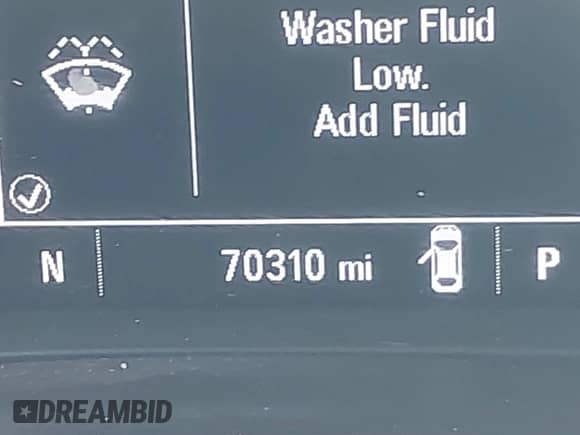 Washer Fluid
Low.
Add Fluid
N 70310 mi P
DREAMBID